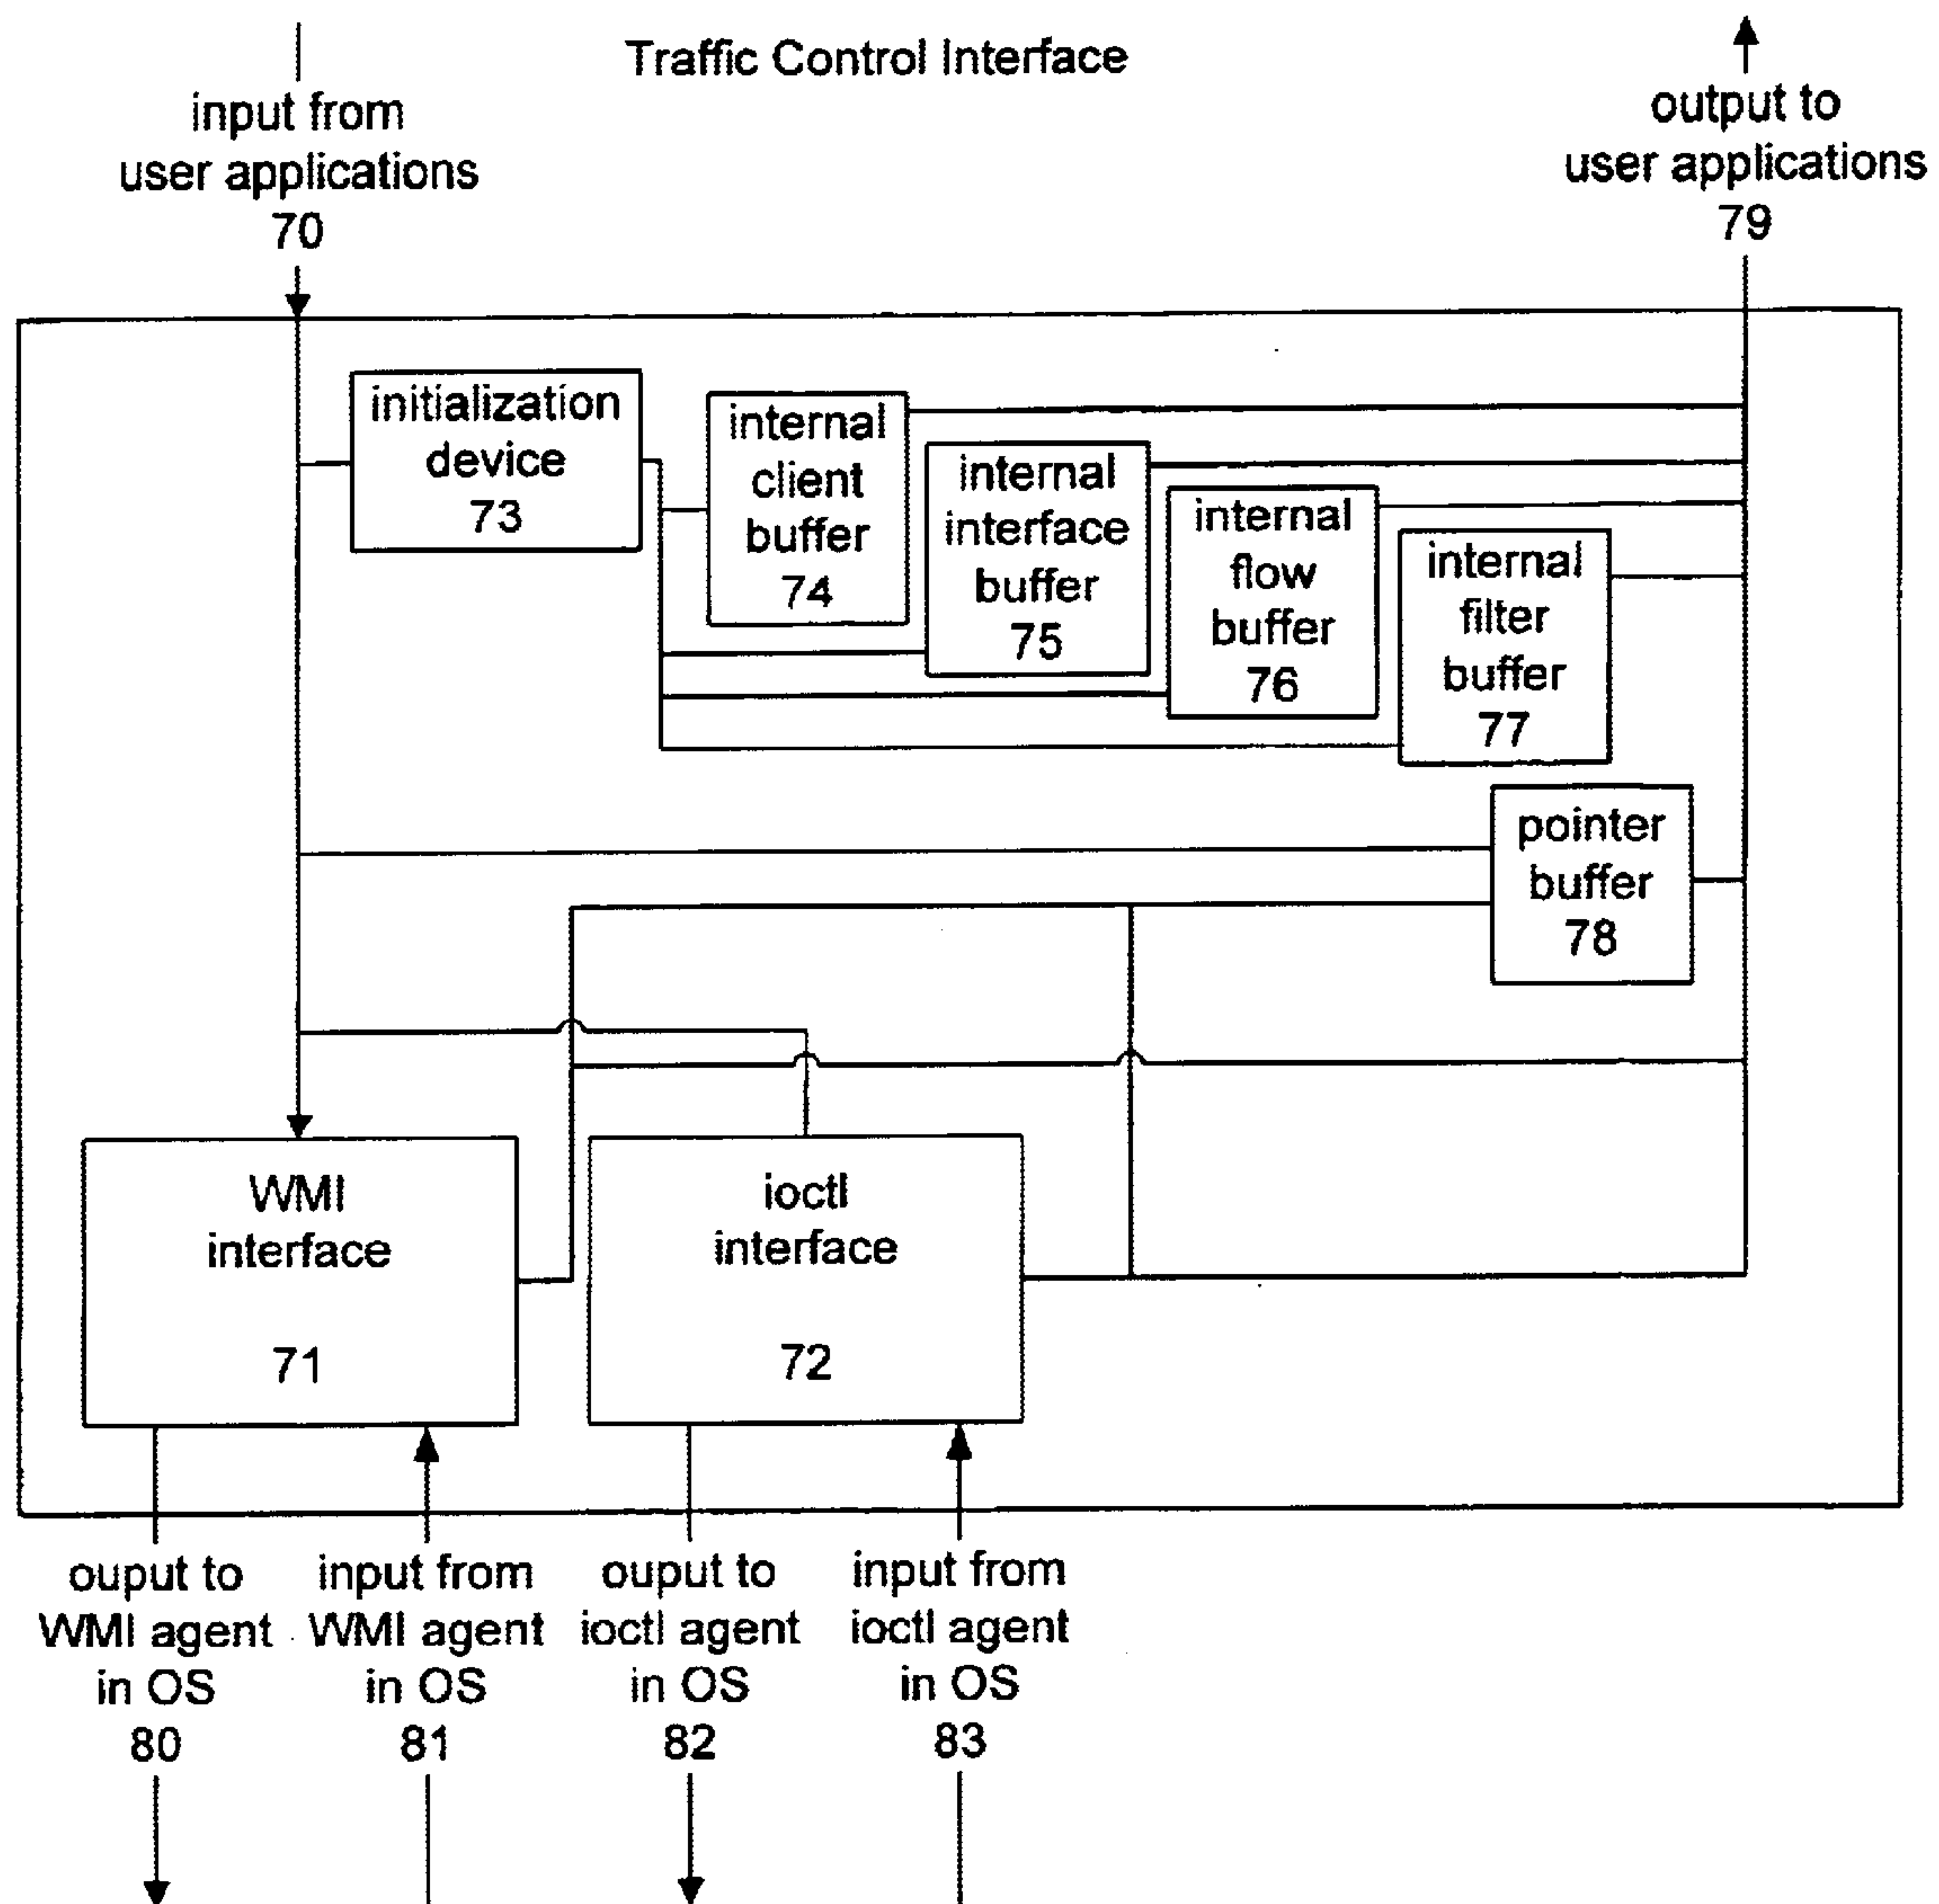 Traffic Control Interface
input from
user applications
70
output to
user applications
79
initialization
device
73
internal
client
buffer
74
internal
interface
buffer
75
internal
flow
buffer
76
internal
filter
buffer
77
pointer
buffer
78
WMI
interface
71
ioctl
interface
72
ouput to
WMI agent
in OS
80
input from
WMI agent
in OS
81
ouput to
ioctl agent
in OS
82
input from
ioctl agent
in OS
83